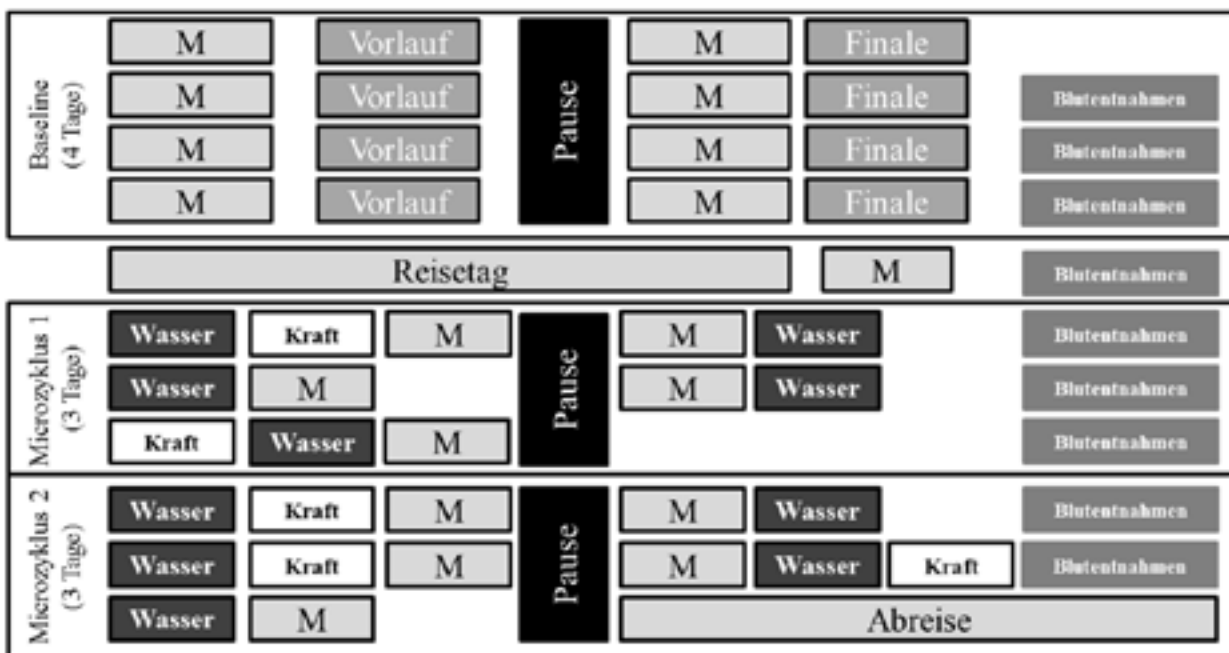 Baseline
(4 Tage)
M Vorlauf Pause M Finale
M Vorlauf M Finale Blutentnahmen
M Vorlauf M Finale Blutentnahmen
M Vorlauf M Finale Blutentnahmen
Reisetag M Blutentnahmen
Microzyklus 1
(3 Tage)
Wasser Kraft M Pause M Wasser Blutentnahmen
Wasser M M Wasser Blutentnahmen
Kraft Wasser M Blutentnahmen
Microzyklus 2
(3 Tage)
Wasser Kraft M Pause M Wasser Blutentnahmen
Wasser Kraft M M Wasser Kraft Blutentnahmen
Wasser M Abreise